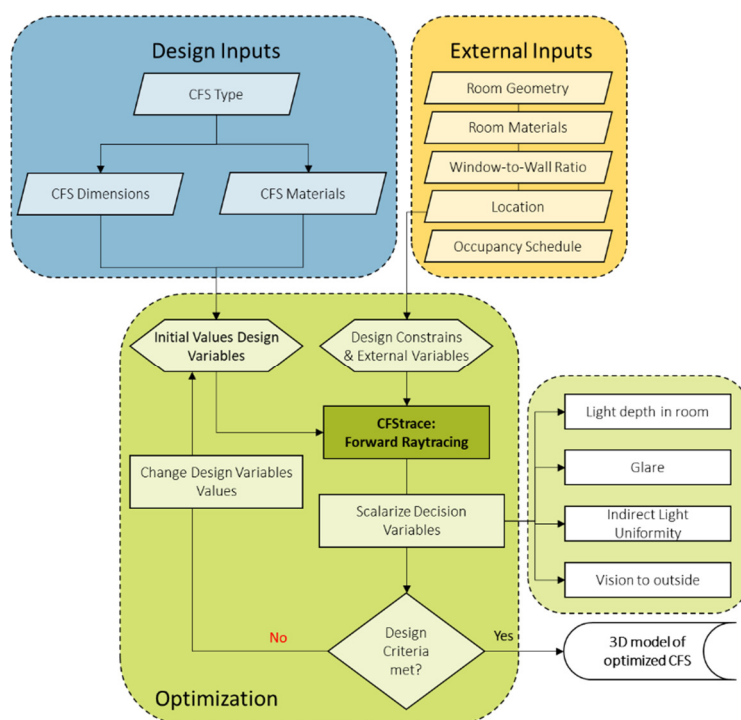 Design Inputs
CFS Type
CFS Dimensions
CFS Materials
External Inputs
Room Geometry
Room Materials
Window-to-Wall Ratio
Location
Occupancy Schedule
Initial Values Design
Variables
Design Constrains
& External Variables
CFStrace:
Forward Raytracing
Change Design Variables
Values
Scalarize Decision
Variables
Light depth in room
Glare
Indirect Light
Uniformity
Vision to outside
No
Design
Criteria
met?
Yes
3D model of
optimized CFS
Optimization